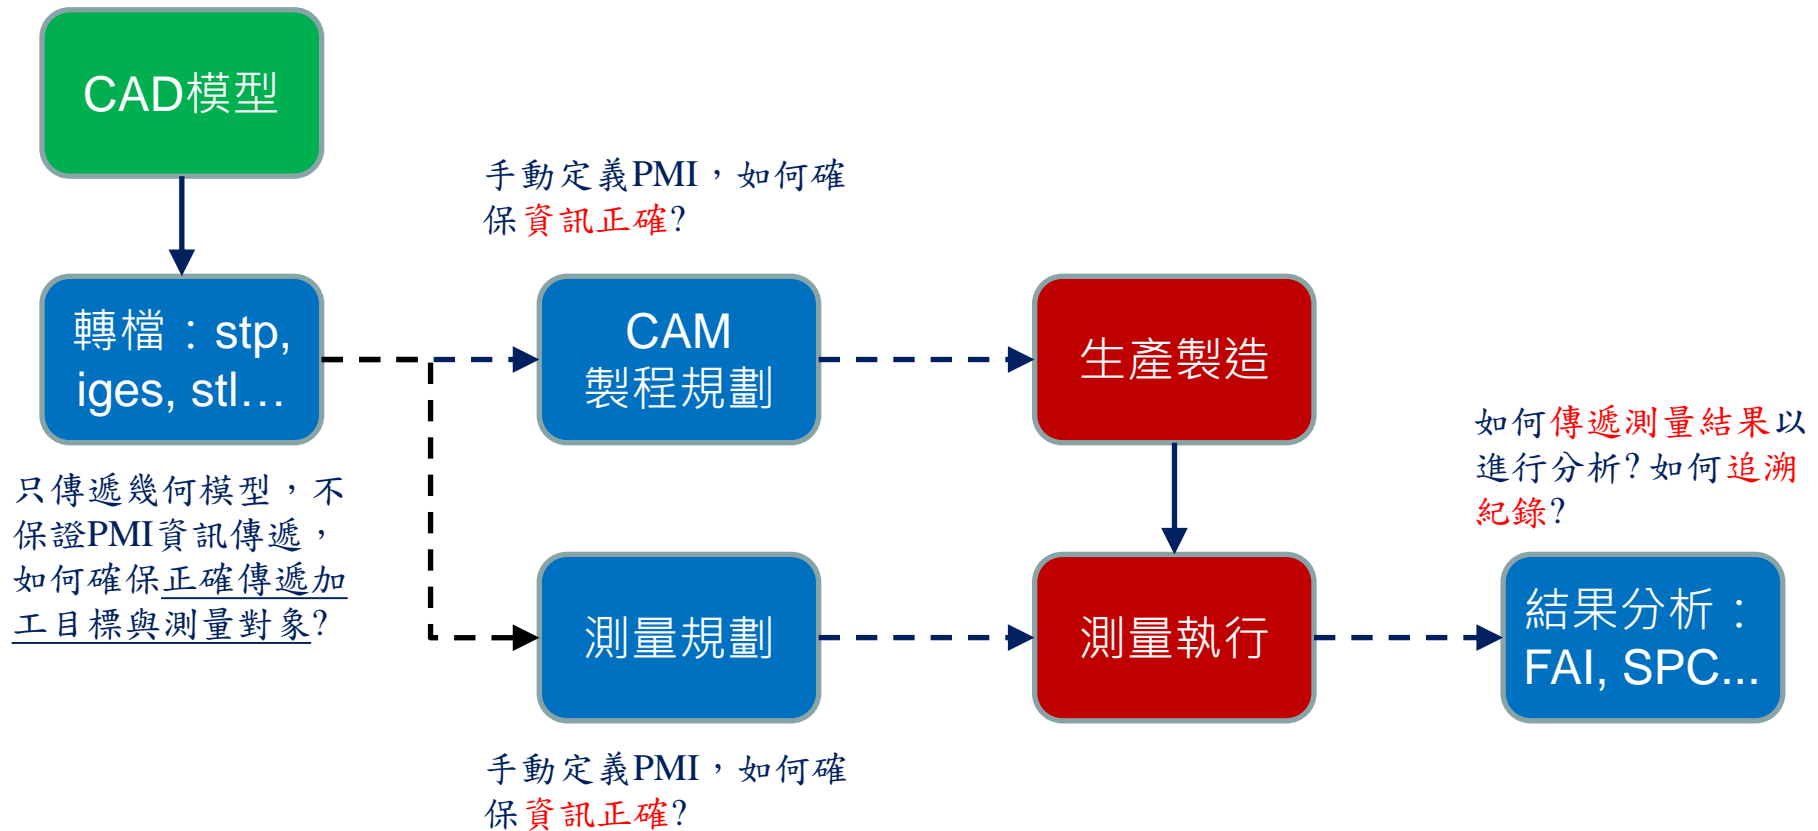 CAD模型
手動定義PMI，如何確
保資訊正確?
轉檔：stp,
iges, stl…
CAM
製程規劃
生產製造
只傳遞幾何模型，不
保證PMI資訊傳遞，
如何確保正確傳遞加
工目標與測量對象?
如何傳遞測量結果以
進行分析? 如何追溯
紀錄?
測量規劃
測量執行
結果分析：
FAI, SPC...
手動定義PMI，如何確
保資訊正確?